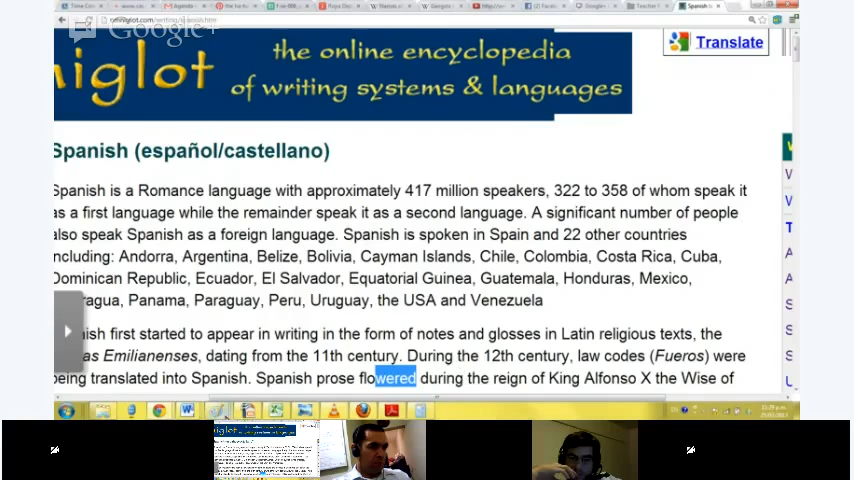 Google+
omniglot.com/writing/spanish.htm
Translate
niglot
the online encyclopedia
of writing systems & languages
Spanish (español/castellano)
Spanish is a Romance language with approximately 417 million speakers, 322 to 358 of whom speak it
as a first language while the remainder speak it as a second language. A significant number of people
also speak Spanish as a foreign language. Spanish is spoken in Spain and 22 other countries
including: Andorra, Argentina, Belize, Bolivia, Cayman Islands, Chile, Colombia, Costa Rica, Cuba,
Dominican Republic, Ecuador, El Salvador, Equatorial Guinea, Guatemala, Honduras, Mexico,
ragua, Panama, Paraguay, Peru, Uruguay, the USA and Venezuela
nish first started to appear in writing in the form of notes and glosses in Latin religious texts, the
as Emilianenses, dating from the 11th century. During the 12th century, law codes (Fueros) were
being translated into Spanish. Spanish prose flowered during the reign of King Alfonso X the Wise of